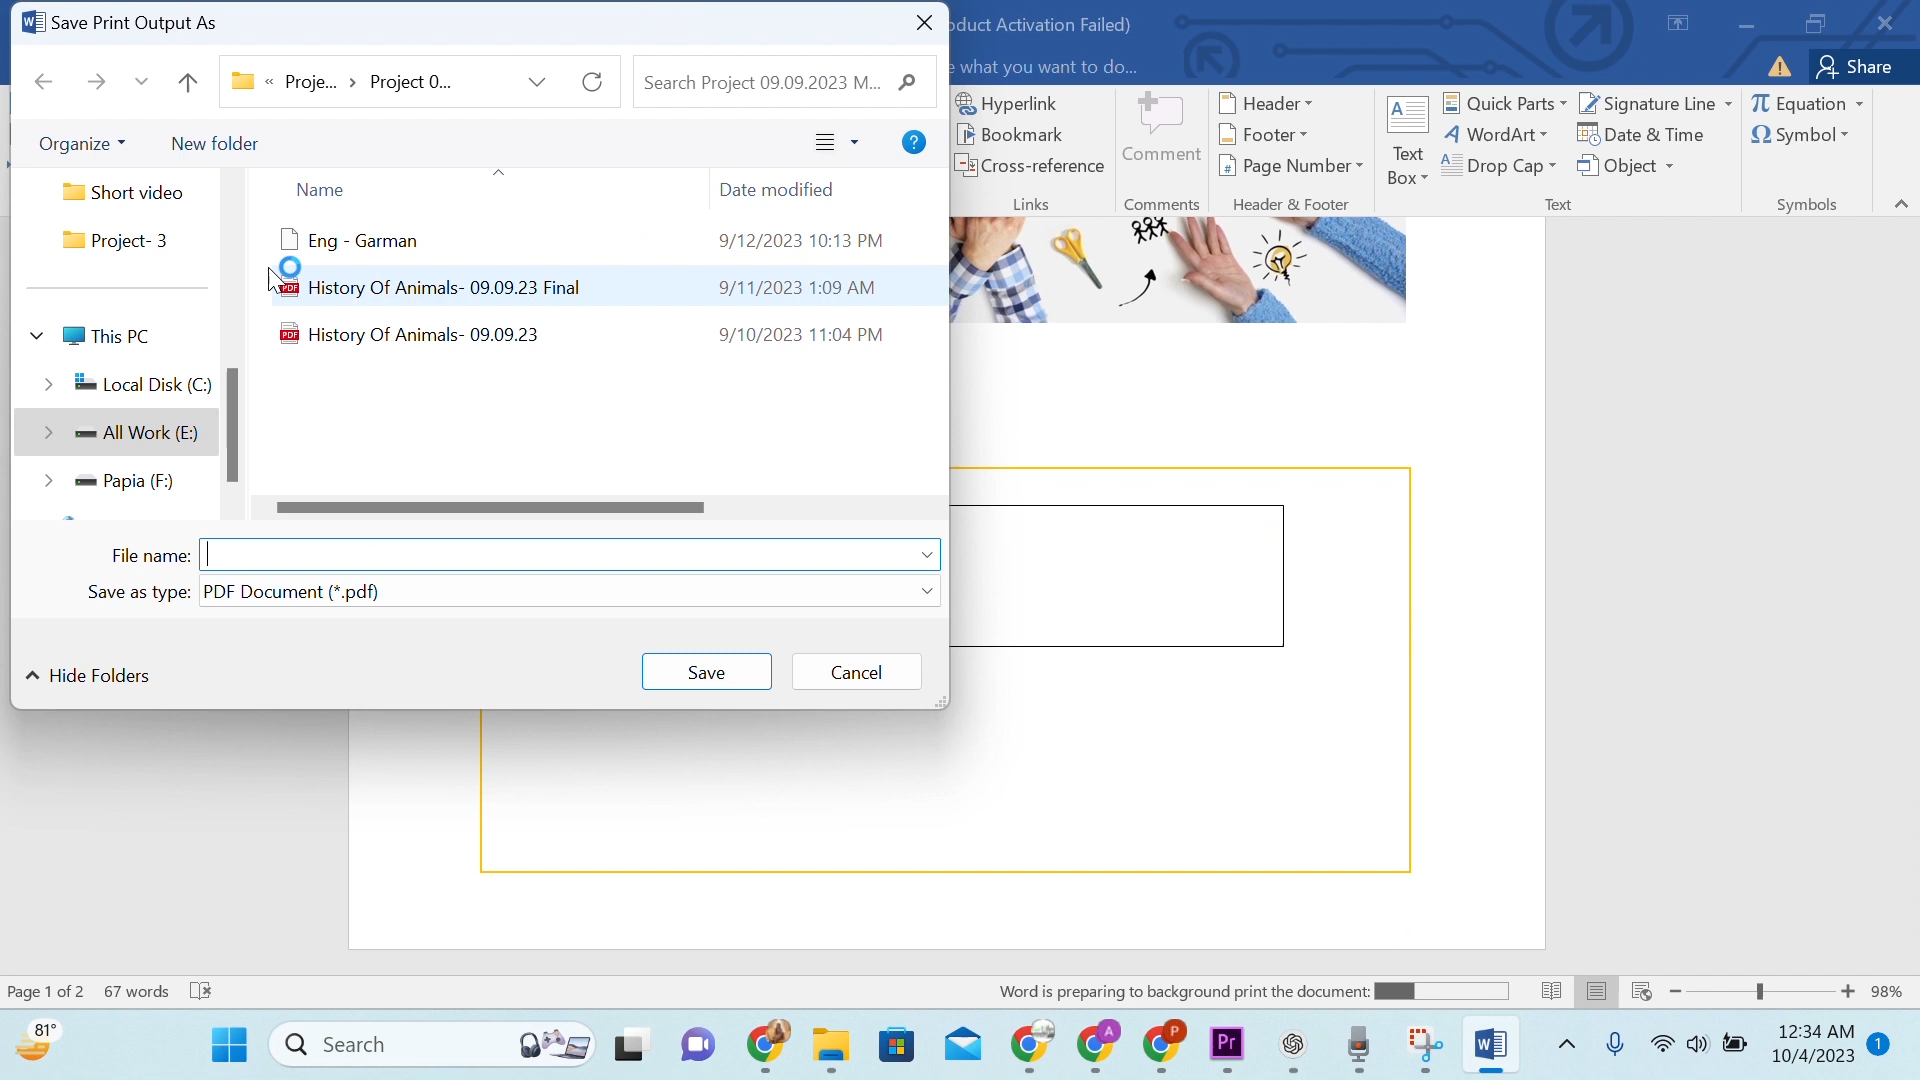 Save Print Output As
oduct Activation Failed)
« Proje... > Project 0...
Search Project 09.09.2023 M...
what you want to do...
Share
Organize
New folder
Hyperlink
Bookmark
Cross-reference
Links
Comment
Comments
Header
Footer
Page Number
Header & Footer
Text
Box
Quick Parts
WordArt
Drop Cap
Signature Line
Date & Time
Object
Text
Equation
Symbol
Symbols
Short video
Project- 3
This PC
Local Disk (C:)
All Work (E:)
Papia (F:)
Name
Date modified
Eng - Garman
9/12/2023 10:13 PM
History Of Animals- 09.09.23 Final
9/11/2023 1:09 AM
History Of Animals- 09.09.23
9/10/2023 11:04 PM
File name:
Save as type: PDF Document (*.pdf)
Hide Folders
Save
Cancel
Page 1 of 2
67 words
Word is preparing to background print the document:
98%
81°
Search
12:34 AM
10/4/2023
1